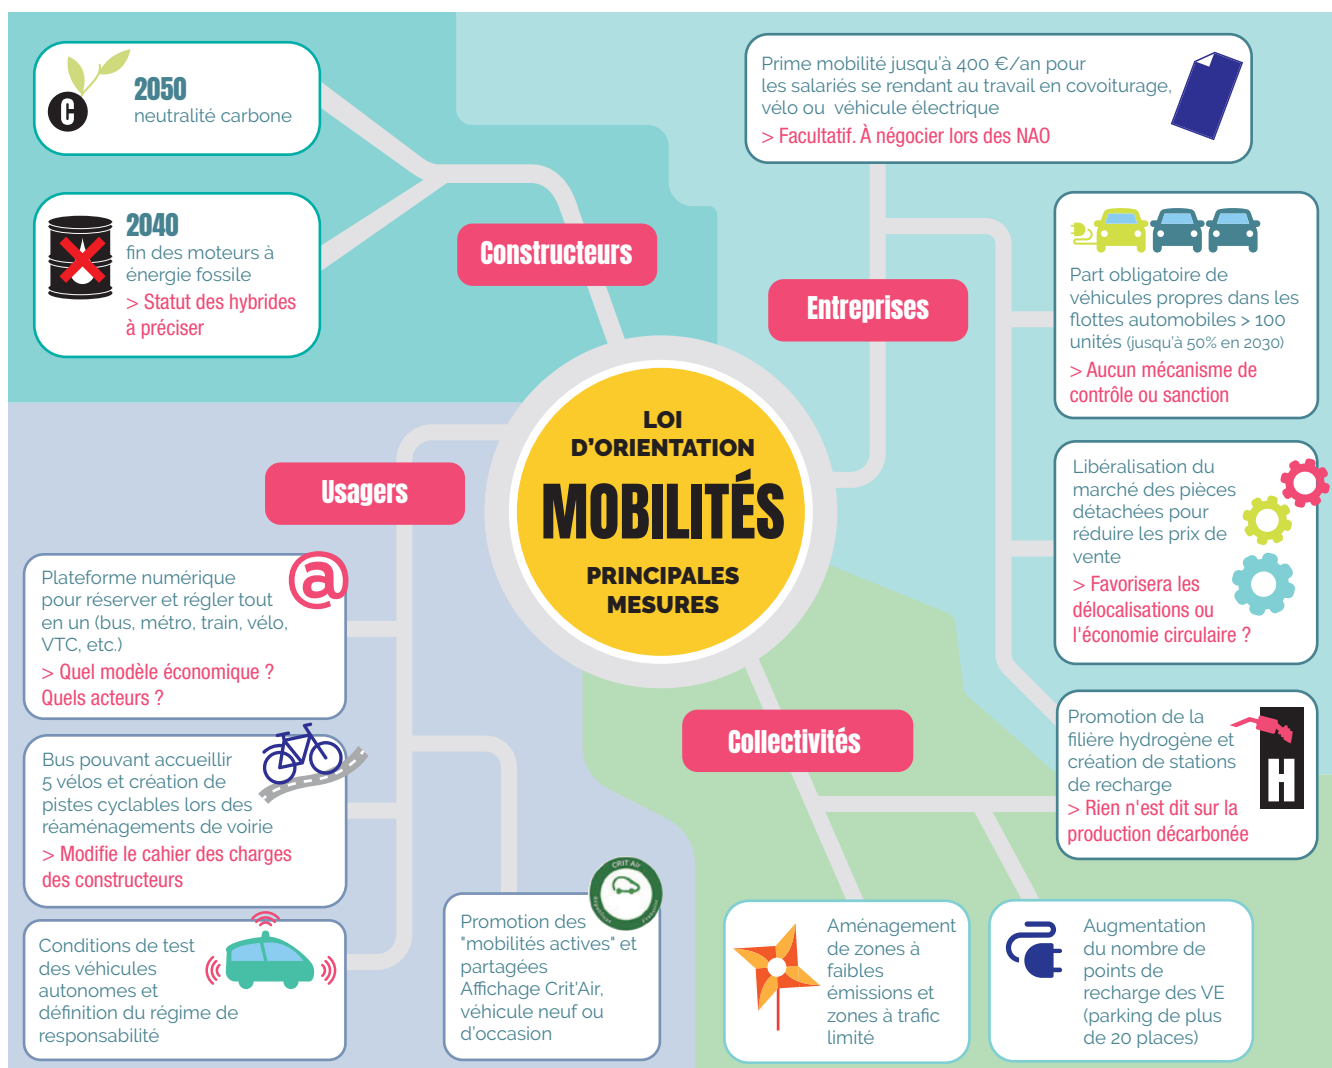 LOI
D'ORIENTATION
MOBILITÉS
PRINCIPALES
MESURES
Constructeurs
C
2050
neutralité carbone
2040
fin des moteurs à
énergie fossile
> Statut des hybrides
à préciser
Entreprises
Prime mobilité jusqu'à 400 €/an pour
les salariés se rendant au travail en covoiturage,
vélo ou véhicule électrique
> Facultatif. À négocier lors des NAO
Part obligatoire de
véhicules propres dans les
flottes automobiles > 100
unités (jusqu'à 50% en 2030)
> Aucun mécanisme de
contrôle ou sanction
Libéralisation du
marché des pièces
détachées pour
réduire les prix de
vente
> Favorisera les
délocalisations ou
l'économie circulaire ?
Promotion de la
filière hydrogène et
création de stations
de recharge
> Rien n'est dit sur la
production décarbonée
H
Usagers
@
Plateforme numérique
pour réserver et régler tout
en un (bus, métro, train, vélo,
VTC, etc.)
> Quel modèle économique ?
Quels acteurs ?
Bus pouvant accueillir
5 vélos et création de
pistes cyclables lors des
réaménagements de voirie
> Modifie le cahier des charges
des constructeurs
Conditions de test
des véhicules
autonomes et
définition du régime de
responsabilité
CRIT'Air
Promotion des
"mobilités actives" et
partagées
Affichage Crit'Air,
véhicule neuf ou
d'occasion
Collectivités
Aménagement
de zones à
faibles
émissions et
zones à trafic
limité
Augmentation
du nombre de
points de
recharge des VE
(parking de plus
de 20 places)